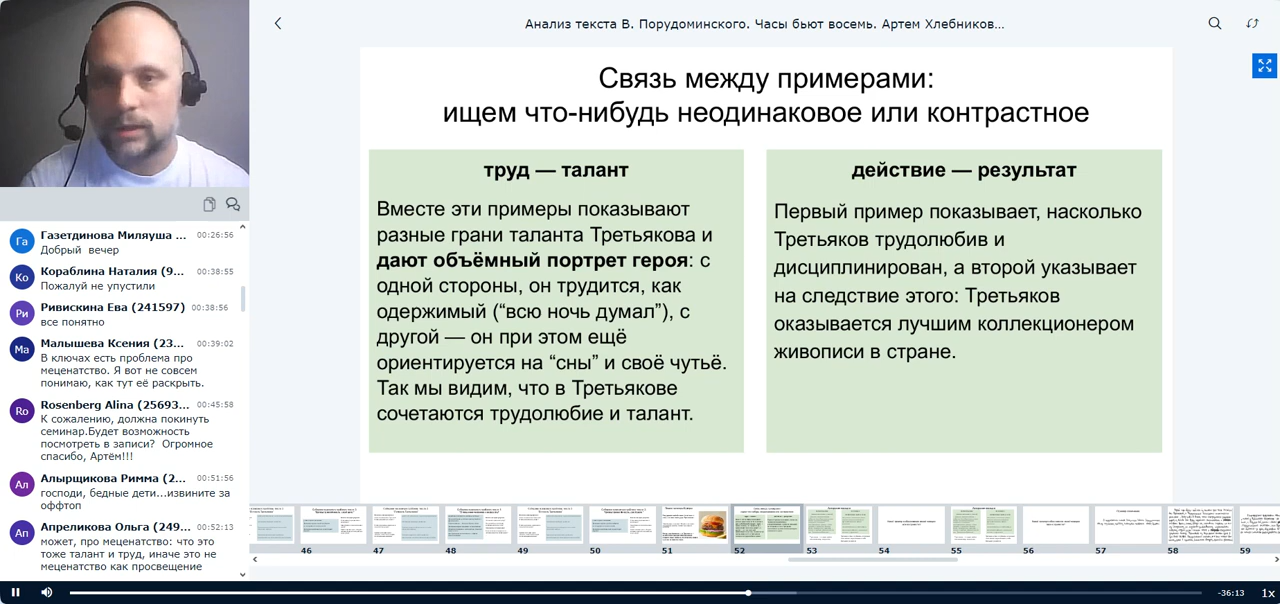 Анализ текста В. Порудоминского. Часы бьют восемь. Артем Хлебников...
Связь между примерами:
ищем что-нибудь неодинаковое или контрастное
труд — талант
Вместе эти примеры показывают
разные грани таланта Третьякова и
дают объёмный портрет героя: с
одной стороны, он трудится, как
одержимый (“всю ночь думал”), с
другой — он при этом ещё
ориентируется на “сны” и своё чутьё.
Так мы видим, что в Третьякове
сочетаются трудолюбие и талант.
действие — результат
Первый пример показывает, насколько
Третьяков трудолюбив и
дисциплинирован, а второй указывает
на следствие этого: Третьяков
оказывается лучшим коллекционером
живописи в стране.
Га
Газетдинова Миляуша ... 00:26:56
Добрый вечер
Ко
Кораблина Наталия (9... 00:38:55
Пожалуй не упустили
Ри
Ривискина Ева (241597) 00:38:56
все понятно
Ма
Малышева Ксения (23... 00:39:02
В ключах есть проблема про
меценатство. Я вот не совсем
понимаю, как тут её раскрыть.
Ro
Rosenberg Alina (25693... 00:45:58
К сожалению, должна покинуть
семинар.Будет возможность
посмотреть в записи? Огромное
спасибо, Артём!!!
Ал
Алырщикова Римма (2... 00:51:56
господи, бедные дети...извините за
оффтоп
Ап
Апреликова Ольга (249... 00:52:13
может, про меценатство: что это
тоже талант и труд, иначе это не
меценатство как просвещение
46 47 48 49 50 51 52 53 54 55 56 57 58 59
-36:13 1x